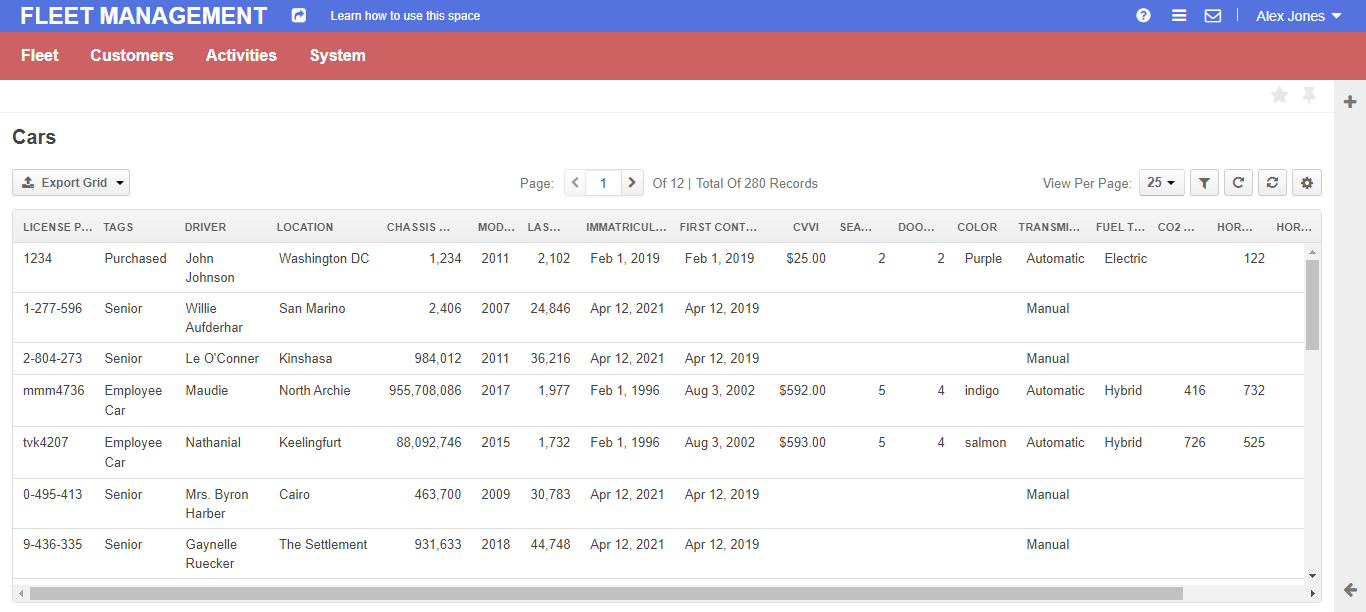 FLEET MANAGEMENT Learn how to use this space Alex Jones
Fleet Customers Activities System
Cars
Export Grid Page: 1 Of 12 | Total Of 280 Records View Per Page: 25
LICENSE P... TAGS DRIVER LOCATION CHASSIS ... MOD... LAS... IMMATRICUL... FIRST CONT... CVVI SEA... DOO... COLOR TRANSMI... FUEL T... CO2 ... HOR... HOR...
1234 Purchased John Washington DC 1,234 2011 2,102 Feb 1, 2019 Feb 1, 2019 $25.00 2 2 Purple Automatic Electric 122
Johnson
1-277-596 Senior Willie San Marino 2,406 2007 24,846 Apr 12, 2021 Apr 12, 2019 Manual
Aufderhar
2-804-273 Senior Le O'Conner Kinshasa 984,012 2011 36,216 Apr 12, 2021 Apr 12, 2019 Manual
mmm4736 Employee Maudie North Archie 955,708,086 2017 1,977 Feb 1, 1996 Aug 3, 2002 $592.00 5 4 indigo Automatic Hybrid 416 732
Car
tvk4207 Employee Nathanial Keelingfurt 88,092,746 2015 1,732 Feb 1, 1996 Aug 3, 2002 $593.00 5 4 salmon Automatic Hybrid 726 525
Car
0-495-413 Senior Mrs. Byron Cairo 463,700 2009 30,783 Apr 12, 2021 Apr 12, 2019 Manual
Harber
9-436-335 Senior Gaynelle The Settlement 931,633 2018 44,748 Apr 12, 2021 Apr 12, 2019 Manual
Ruecker